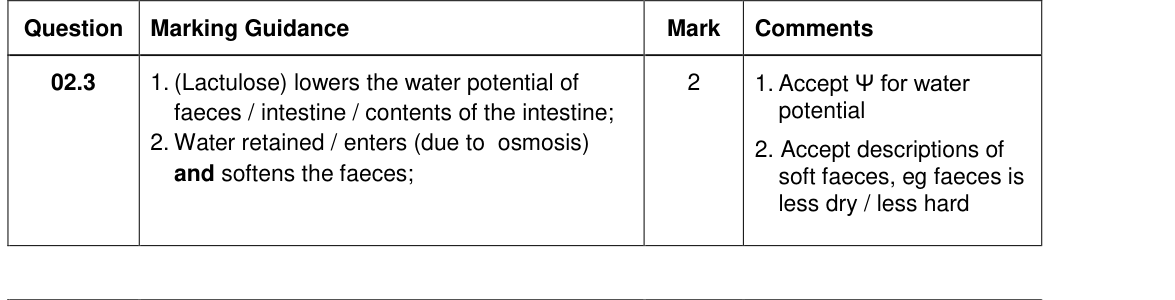 Question Marking Guidance Mark Comments
02.3 1. (Lactulose) lowers the water potential of
faeces / intestine / contents of the intestine;
2. Water retained / enters (due to osmosis)
and softens the faeces;
2
1. Accept Ψ for water
potential
2. Accept descriptions of
soft faeces, eg faeces is
less dry / less hard